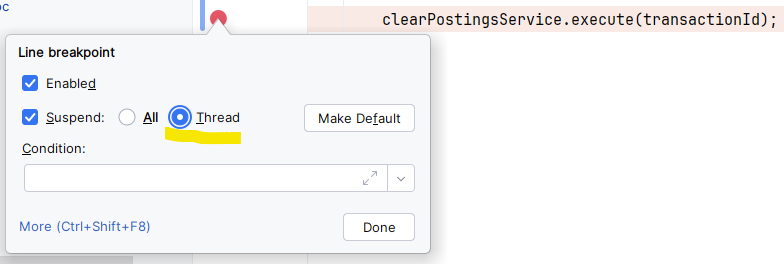 oc
clearPostingsService.execute(transactionId);
Line breakpoint
Enabled
Suspend: All Thread Make Default
Condition:
More (Ctrl+Shift+F8) Done